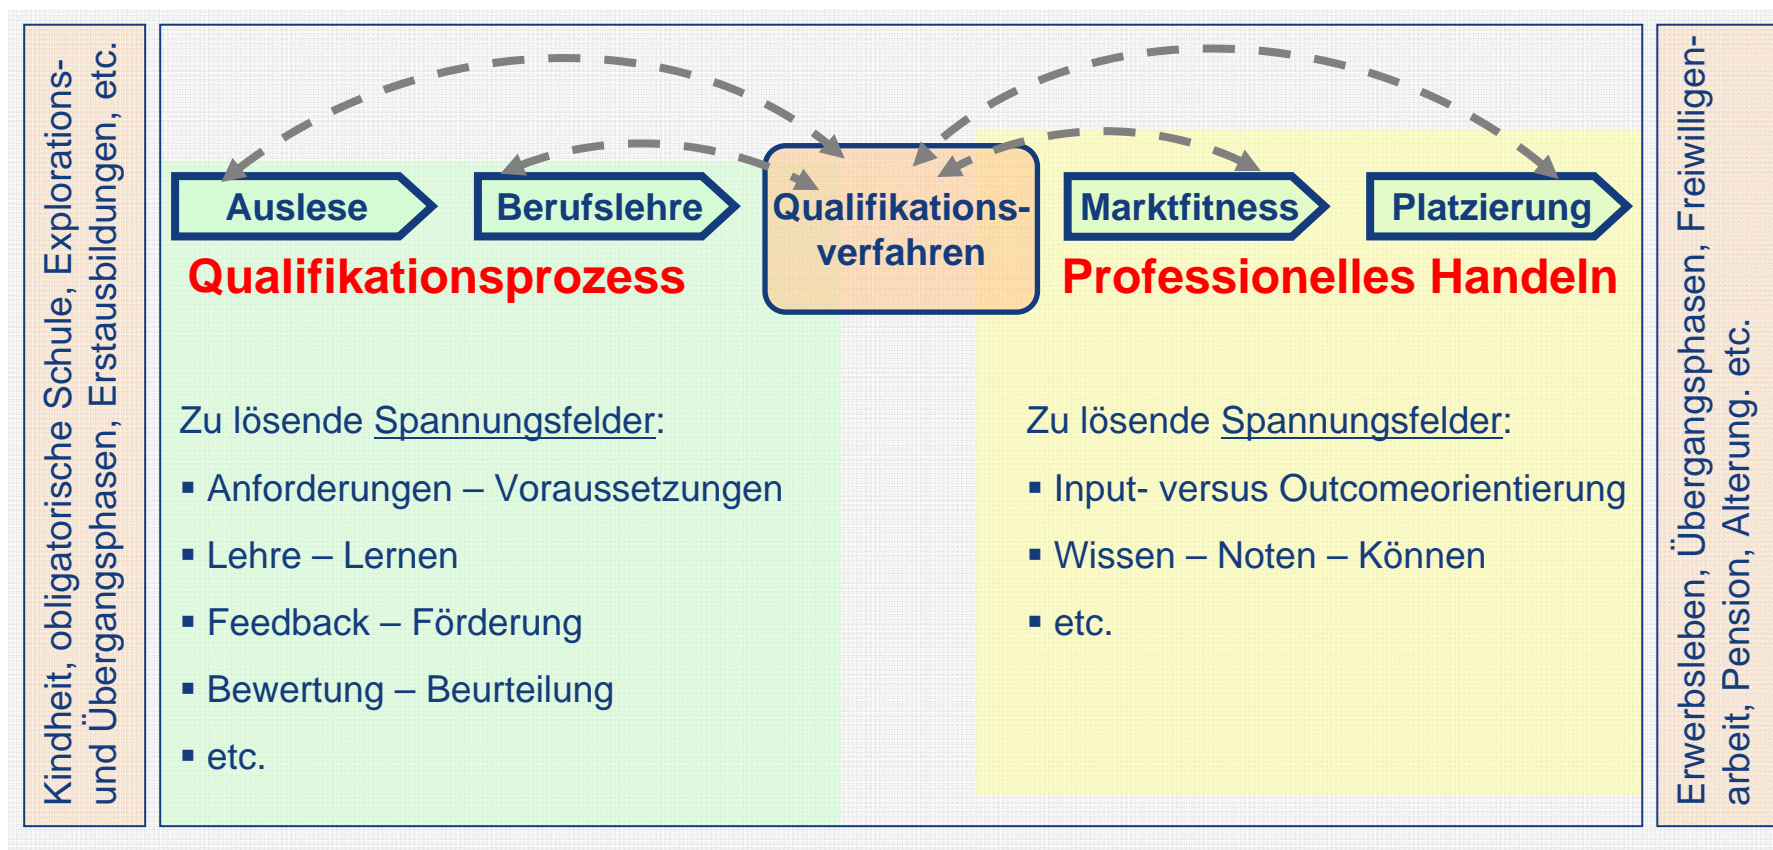 Kindheit, obligatorische Schule, Explorations-
und Übergangsphasen, Erstausbildungen, etc.
Auslese
Berufslehre
Qualifikations-
verfahren
Marktfitness
Platzierung
Qualifikationsprozess
Professionelles Handeln
Zu lösende Spannungsfelder:
▪ Anforderungen – Voraussetzungen
▪ Lehre – Lernen
▪ Feedback – Förderung
▪ Bewertung – Beurteilung
▪ etc.
Zu lösende Spannungsfelder:
▪ Input- versus Outcomeorientierung
▪ Wissen – Noten – Können
▪ etc.
Erwerbsleben, Übergangsphasen, Freiwilligen-
arbeit, Pension, Alterung. etc.